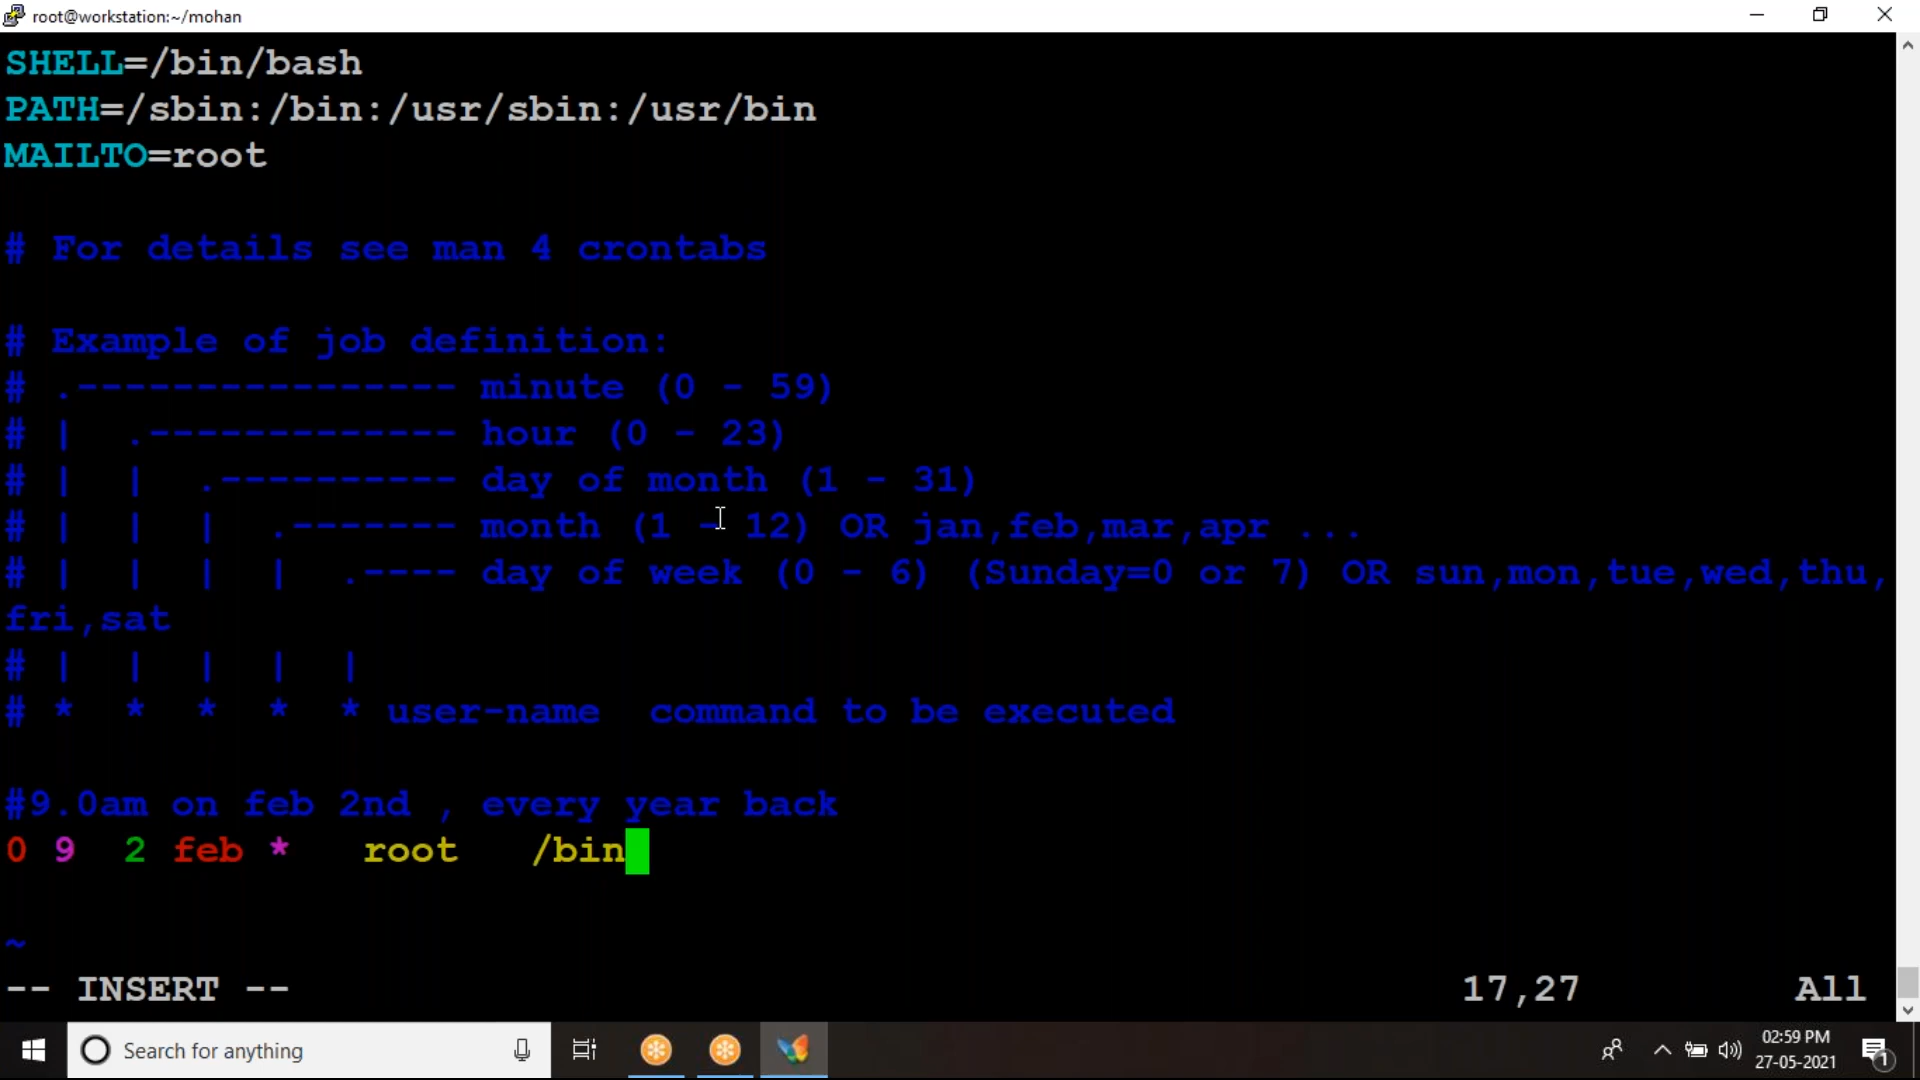 root@workstation:~/mohan
SHELL=/bin/bash
PATH=/sbin:/bin:/usr/sbin:/usr/bin
MAILTO=root
# For details see man 4 crontabs
# Example of job definition:
# .---------------- minute (0 - 59)
# |  .------------- hour (0 - 23)
# |  |  .---------- day of month (1 - 31)
# |  |  |  .------- month (1 - 12) OR jan,feb,mar,apr ...
# |  |  |  |  .---- day of week (0 - 6) (Sunday=0 or 7) OR sun,mon,tue,wed,thu,
fri,sat
# |  |  |  |  |
# *  *  *  *  * user-name  command to be executed
#9.0am on feb 2nd , every year back
0 9  2 feb *   root   /bin
~
-- INSERT --                                                  17,27         All
Search for anything
02:59 PM
27-05-2021
1